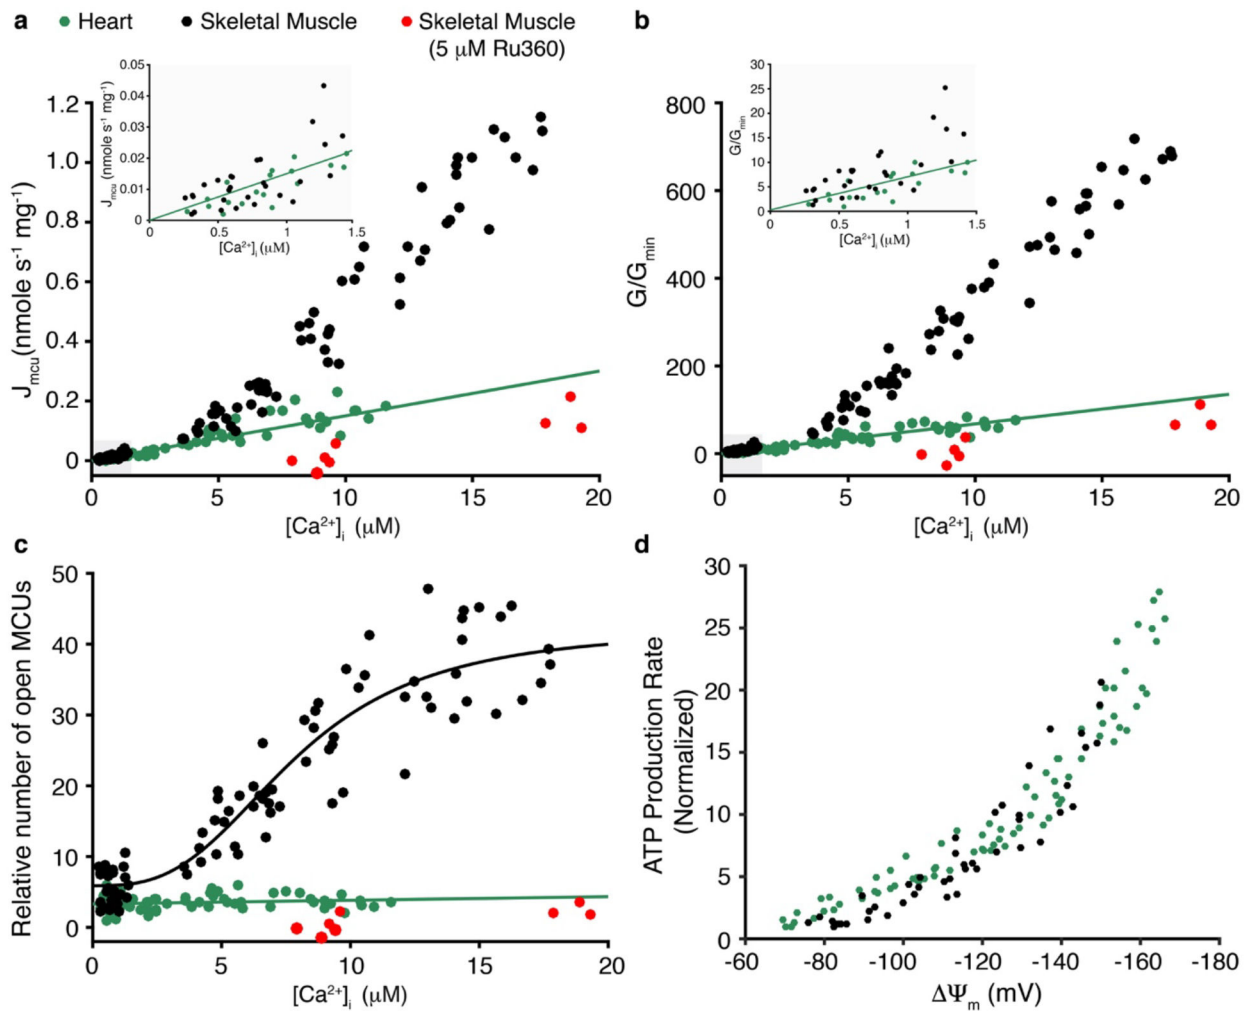 a Heart Skeletal Muscle Skeletal Muscle
(5 µM Ru360)
J_mcu (nmole s⁻¹ mg⁻¹)
1.2
1.0
0.8
0.6
0.4
0.2
0
0 5 10 15 20
[Ca²⁺]ᵢ (µM)
J_mcu (nmole s⁻¹ mg⁻¹)
0.05
0.04
0.03
0.02
0.01
0
0 0.5 1 1.5
[Ca²⁺]ᵢ (µM)
b
G/G_min
800
600
400
200
0
0 5 10 15 20
[Ca²⁺]ᵢ (µM)
G/G_min
30
25
20
15
10
5
0
0 0.5 1 1.5
[Ca²⁺]ᵢ (µM)
c
Relative number of open MCUs
50
40
30
20
10
0
0 5 10 15 20
[Ca²⁺]ᵢ (µM)
d
ATP Production Rate
(Normalized)
30
25
20
15
10
5
0
-60 -80 -100 -120 -140 -160 -180
ΔΨ_m (mV)